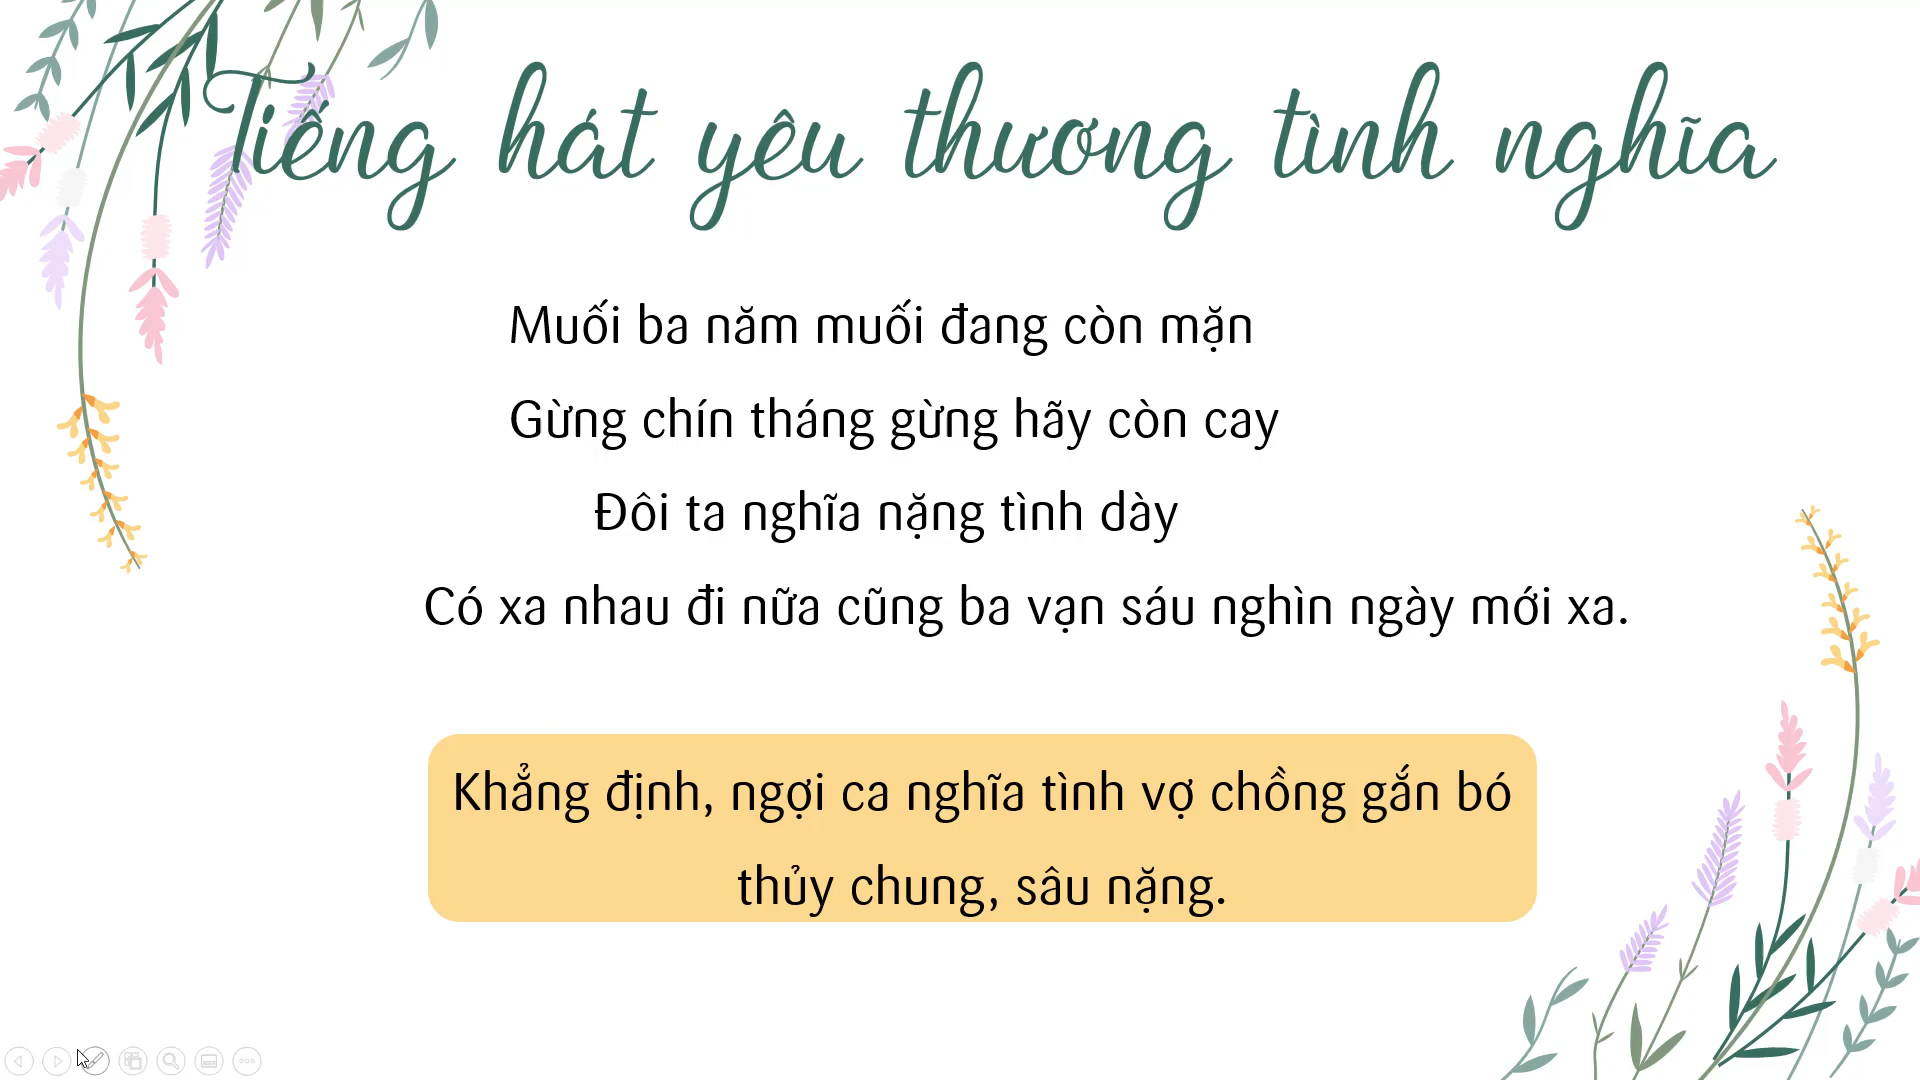 Tiếng hát yêu thương tình nghĩa
Muối ba năm muối đang còn mặn
Gừng chín tháng gừng hãy còn cay
Đôi ta nghĩa nặng tình dày
Có xa nhau đi nữa cũng ba vạn sáu nghìn ngày mới xa.
Khẳng định, ngợi ca nghĩa tình vợ chồng gắn bó
thủy chung, sâu nặng.